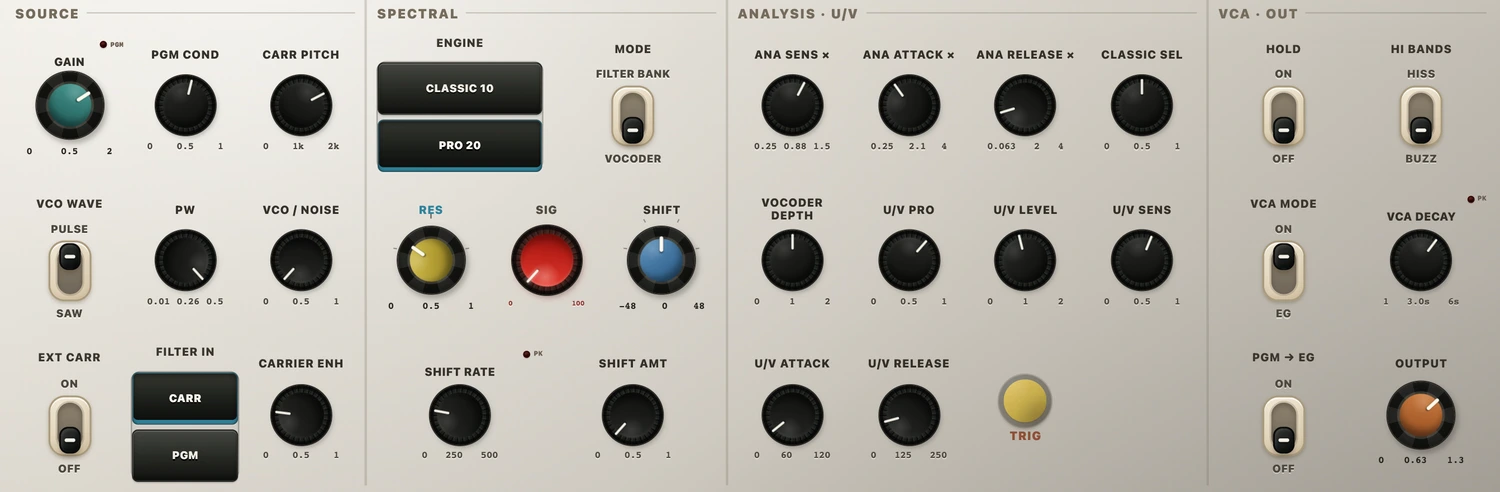 SOURCE
PGM
GAIN
0 0.5 2
PGM COND
0 0.5 1
CARR PITCH
0 1k 2k
VCO WAVE
PULSE
SAW
PW
0.01 0.26 0.5
VCO / NOISE
0 0.5 1
EXT CARR
ON
OFF
FILTER IN
CARR
PGM
CARRIER ENH
0 0.5 1
SPECTRAL
ENGINE
CLASSIC 10
PRO 20
MODE
FILTER BANK
VOCODER
RES
0 0.5 1
SIG
0 100
SHIFT
−48 0 48
PK
SHIFT RATE
0 250 500
SHIFT AMT
0 0.5 1
ANALYSIS · U/V
ANA SENS ×
0.25 0.88 1.5
ANA ATTACK ×
0.25 2.1 4
ANA RELEASE ×
0.063 2 4
CLASSIC SEL
0 0.5 1
VOCODER
DEPTH
0 1 2
U/V PRO
0 0.5 1
U/V LEVEL
0 1 2
U/V SENS
0 0.5 1
U/V ATTACK
0 60 120
U/V RELEASE
0 125 250
TRIG
VCA · OUT
HOLD
ON
OFF
HI BANDS
HISS
BUZZ
VCA MODE
ON
EG
PK
VCA DECAY
1 3.0s 6s
PGM → EG
ON
OFF
OUTPUT
0 0.63 1.3